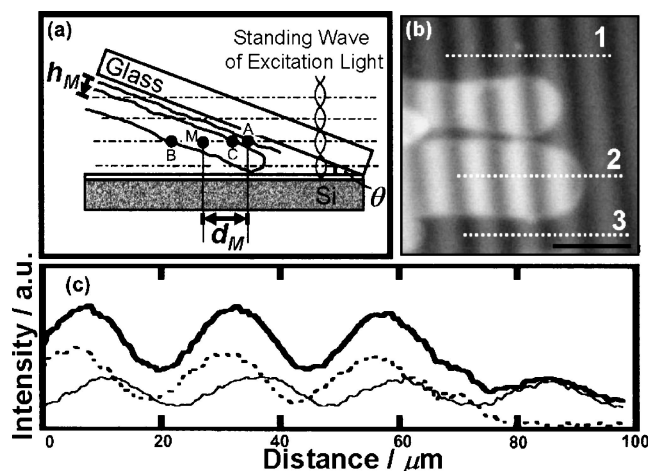 (a)
Standing Wave
of Excitation Light
h_M
Glass
A
M
C
B
Si
θ
d_M
(b)
1
2
3
(c)
Intensity / a.u.
0 20 40 60 80 100
Distance / μm